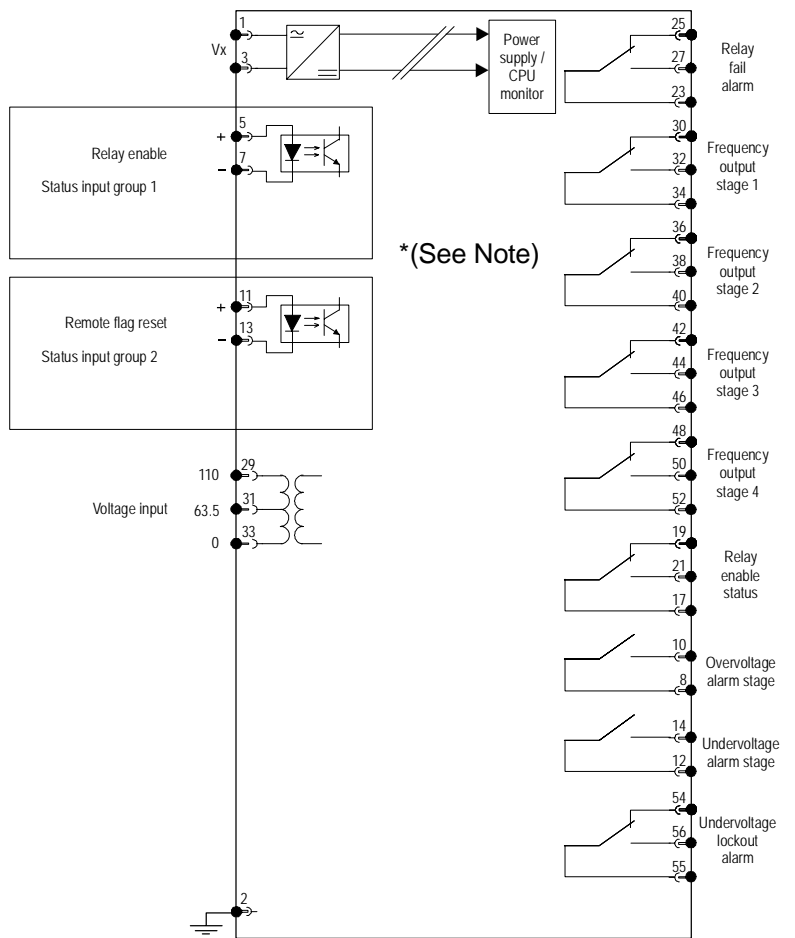 1
Vx
3
Power
supply /
CPU
monitor
25
27
23
Relay
fail
alarm
5
+
7
–
Relay enable
Status input group 1
30
32
34
Frequency
output
stage 1
*(See Note)
36
38
40
Frequency
output
stage 2
11
+
13
–
Remote flag reset
Status input group 2
42
44
46
Frequency
output
stage 3
48
50
52
Frequency
output
stage 4
110
29
Voltage input
63.5
31
0
33
19
21
17
Relay
enable
status
10
8
Overvoltage
alarm stage
14
12
Undervoltage
alarm stage
54
56
55
Undervoltage
lockout
alarm
2